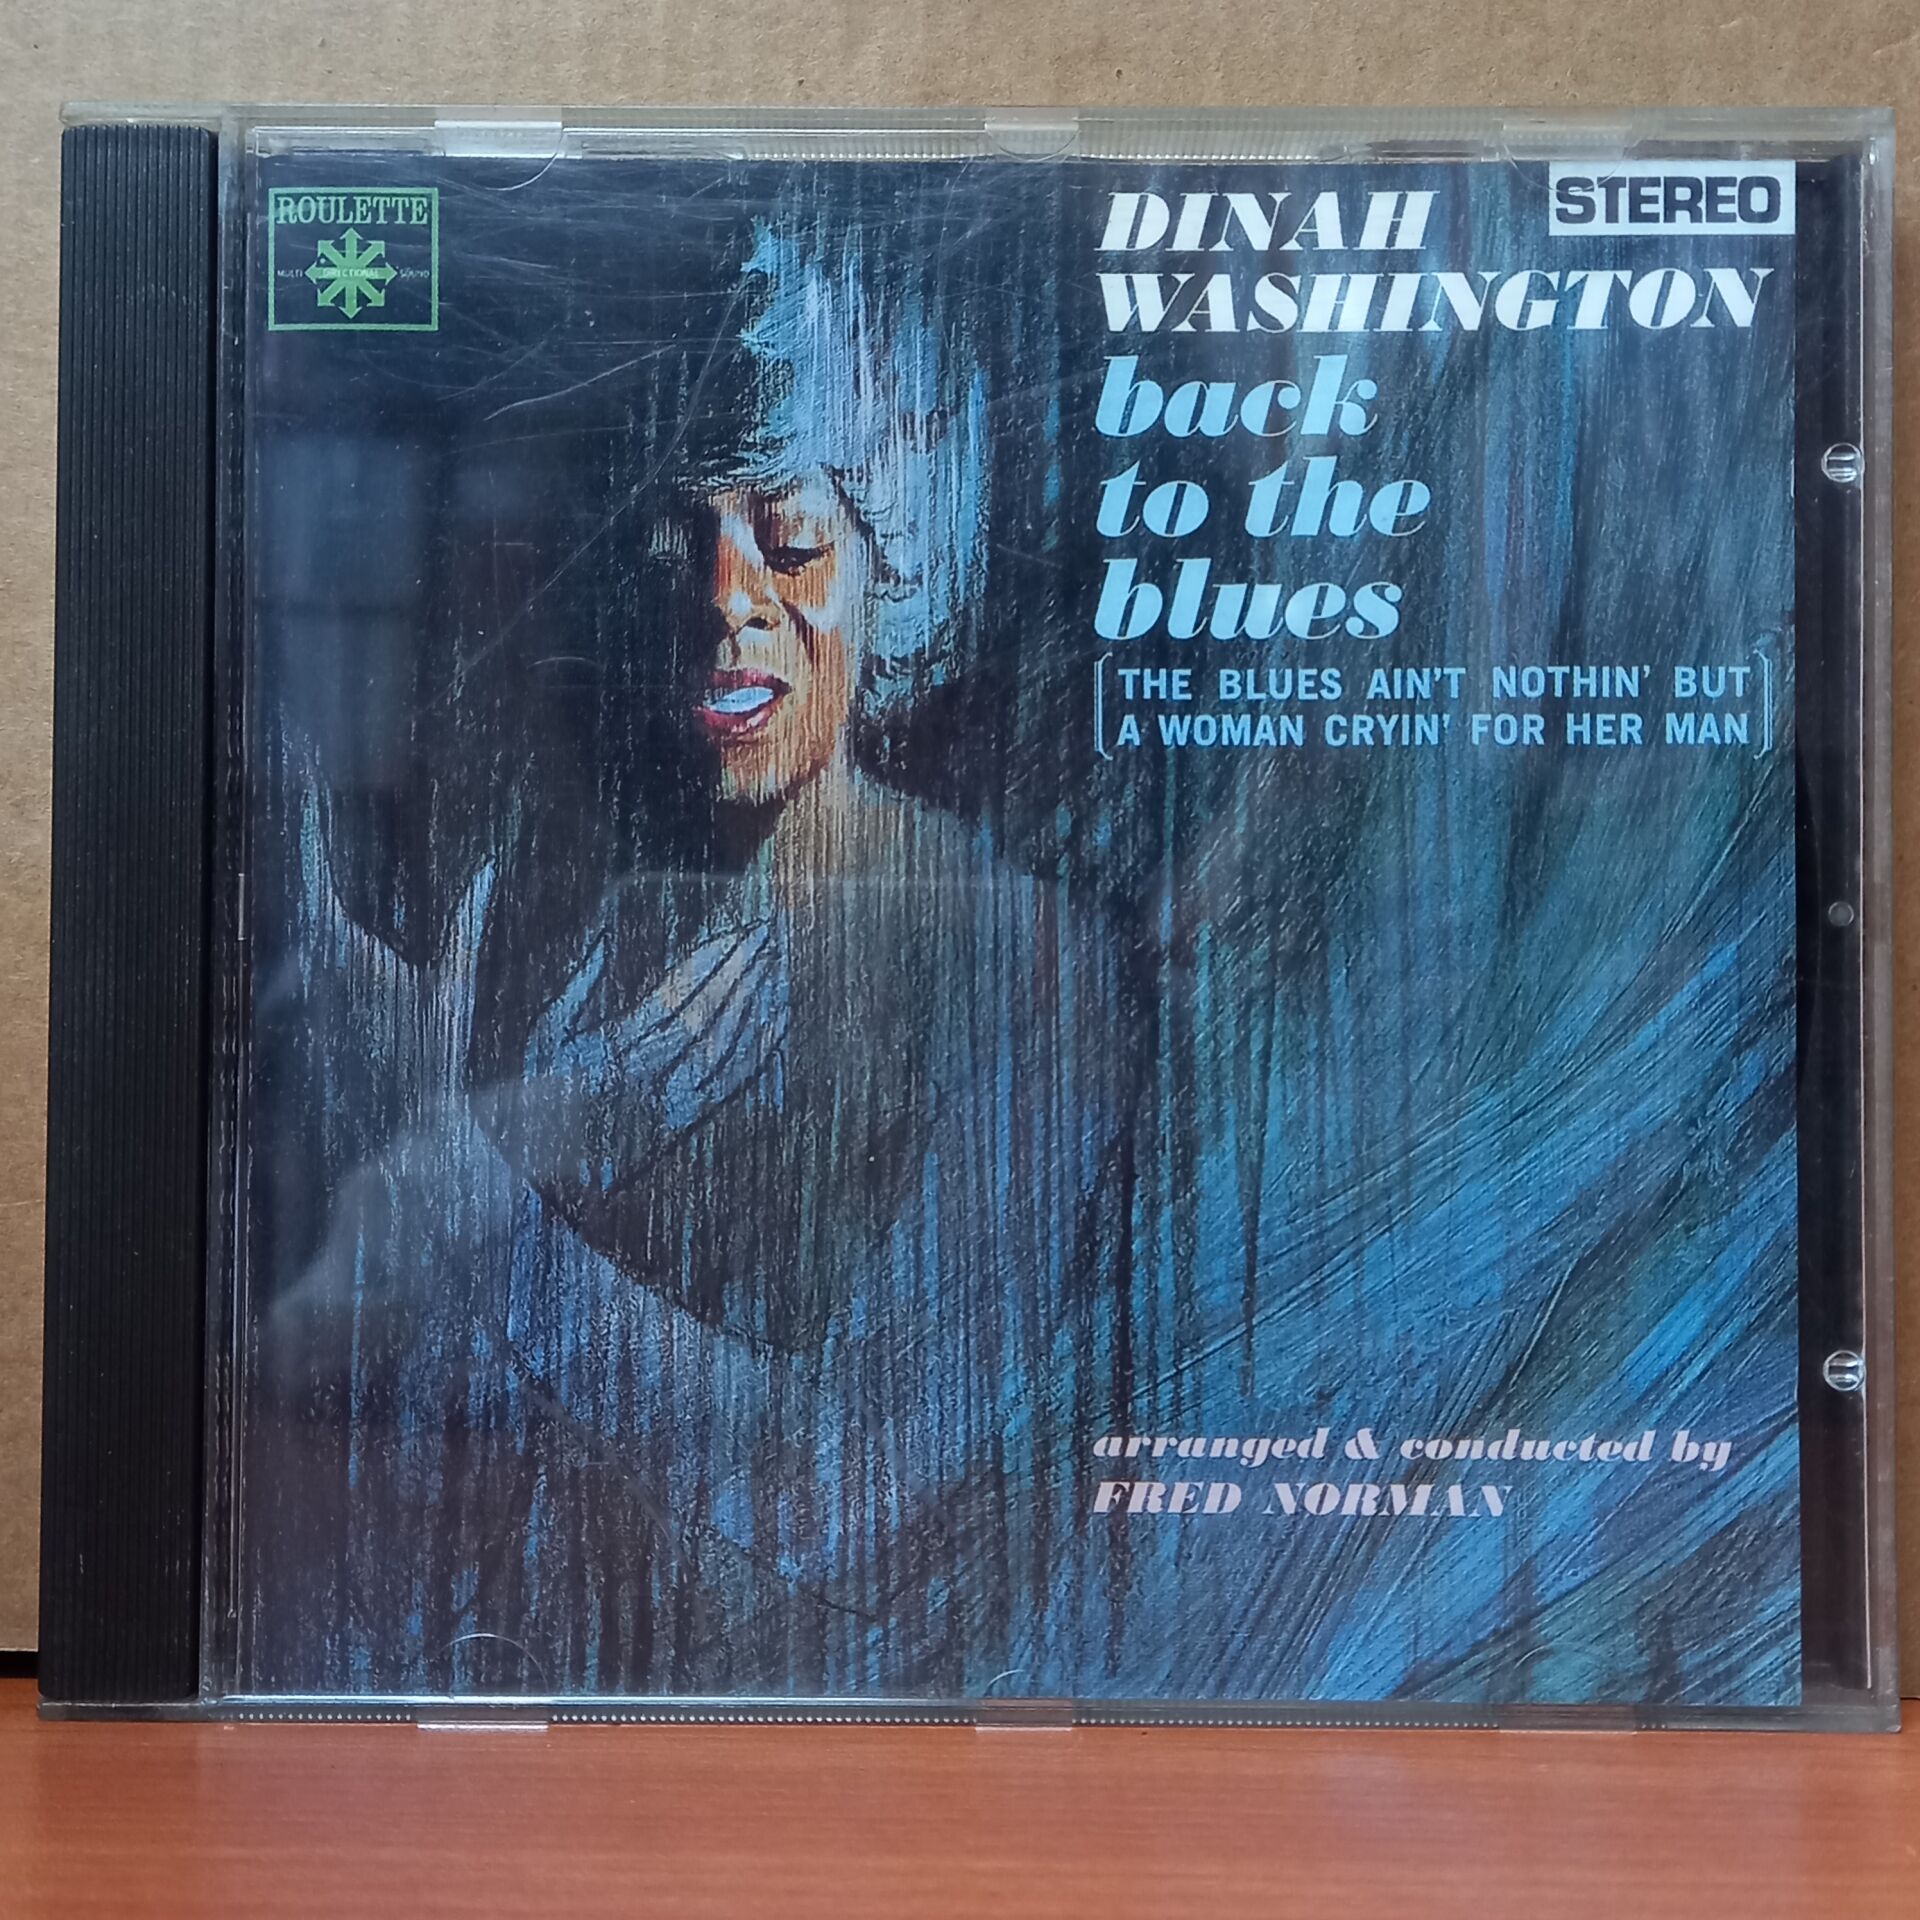 ROULETTE
MULTI DIRECTIONAL SOUND
STEREO
DINAH
WASHINGTON
back
to the
blues
[THE BLUES AIN'T NOTHIN' BUT
A WOMAN CRYIN' FOR HER MAN]
arranged & conducted by
FRED NORMAN